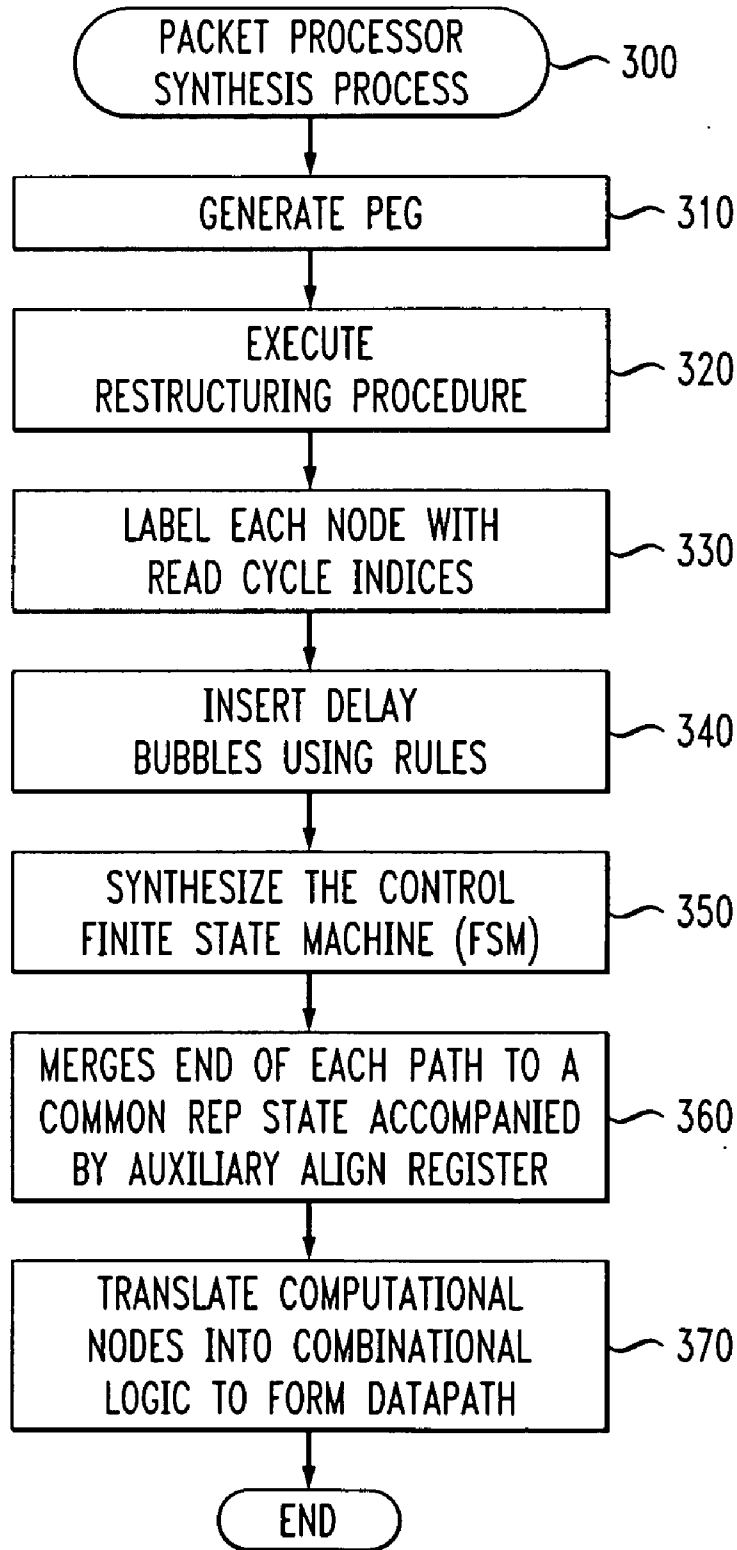 PACKET PROCESSOR
SYNTHESIS PROCESS
300
GENERATE PEG
310
EXECUTE
RESTRUCTURING PROCEDURE
320
LABEL EACH NODE WITH
READ CYCLE INDICES
330
INSERT DELAY
BUBBLES USING RULES
340
SYNTHESIZE THE CONTROL
FINITE STATE MACHINE (FSM)
350
MERGES END OF EACH PATH TO A
COMMON REP STATE ACCOMPANIED
BY AUXILIARY ALIGN REGISTER
360
TRANSLATE COMPUTATIONAL
NODES INTO COMBINATIONAL
LOGIC TO FORM DATAPATH
370
END